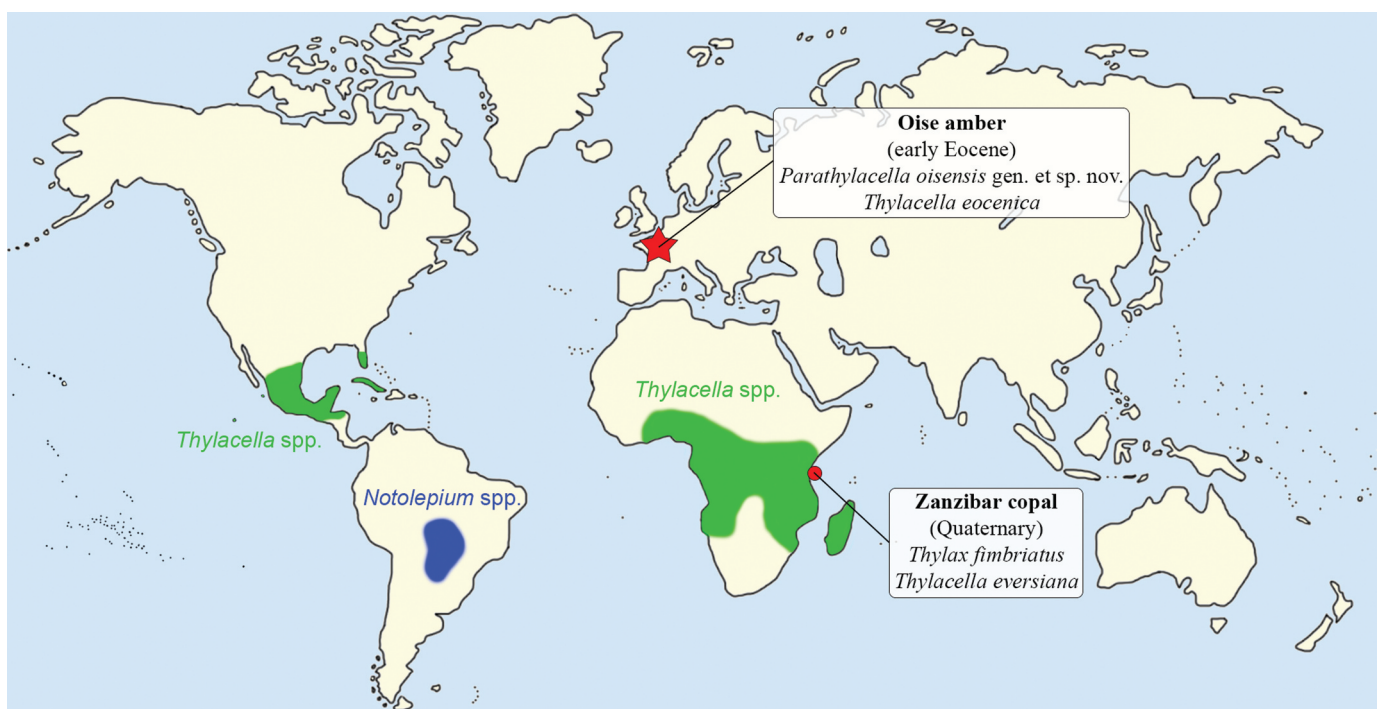 Oise amber
(early Eocene)
Parathylacella oisensis gen. et sp. nov.
Thylacella eocenica
Thylacella spp.
Thylacella spp.
Notolepium spp.
Zanzibar copal
(Quaternary)
Thylax fimbriatus
Thylacella eversiana